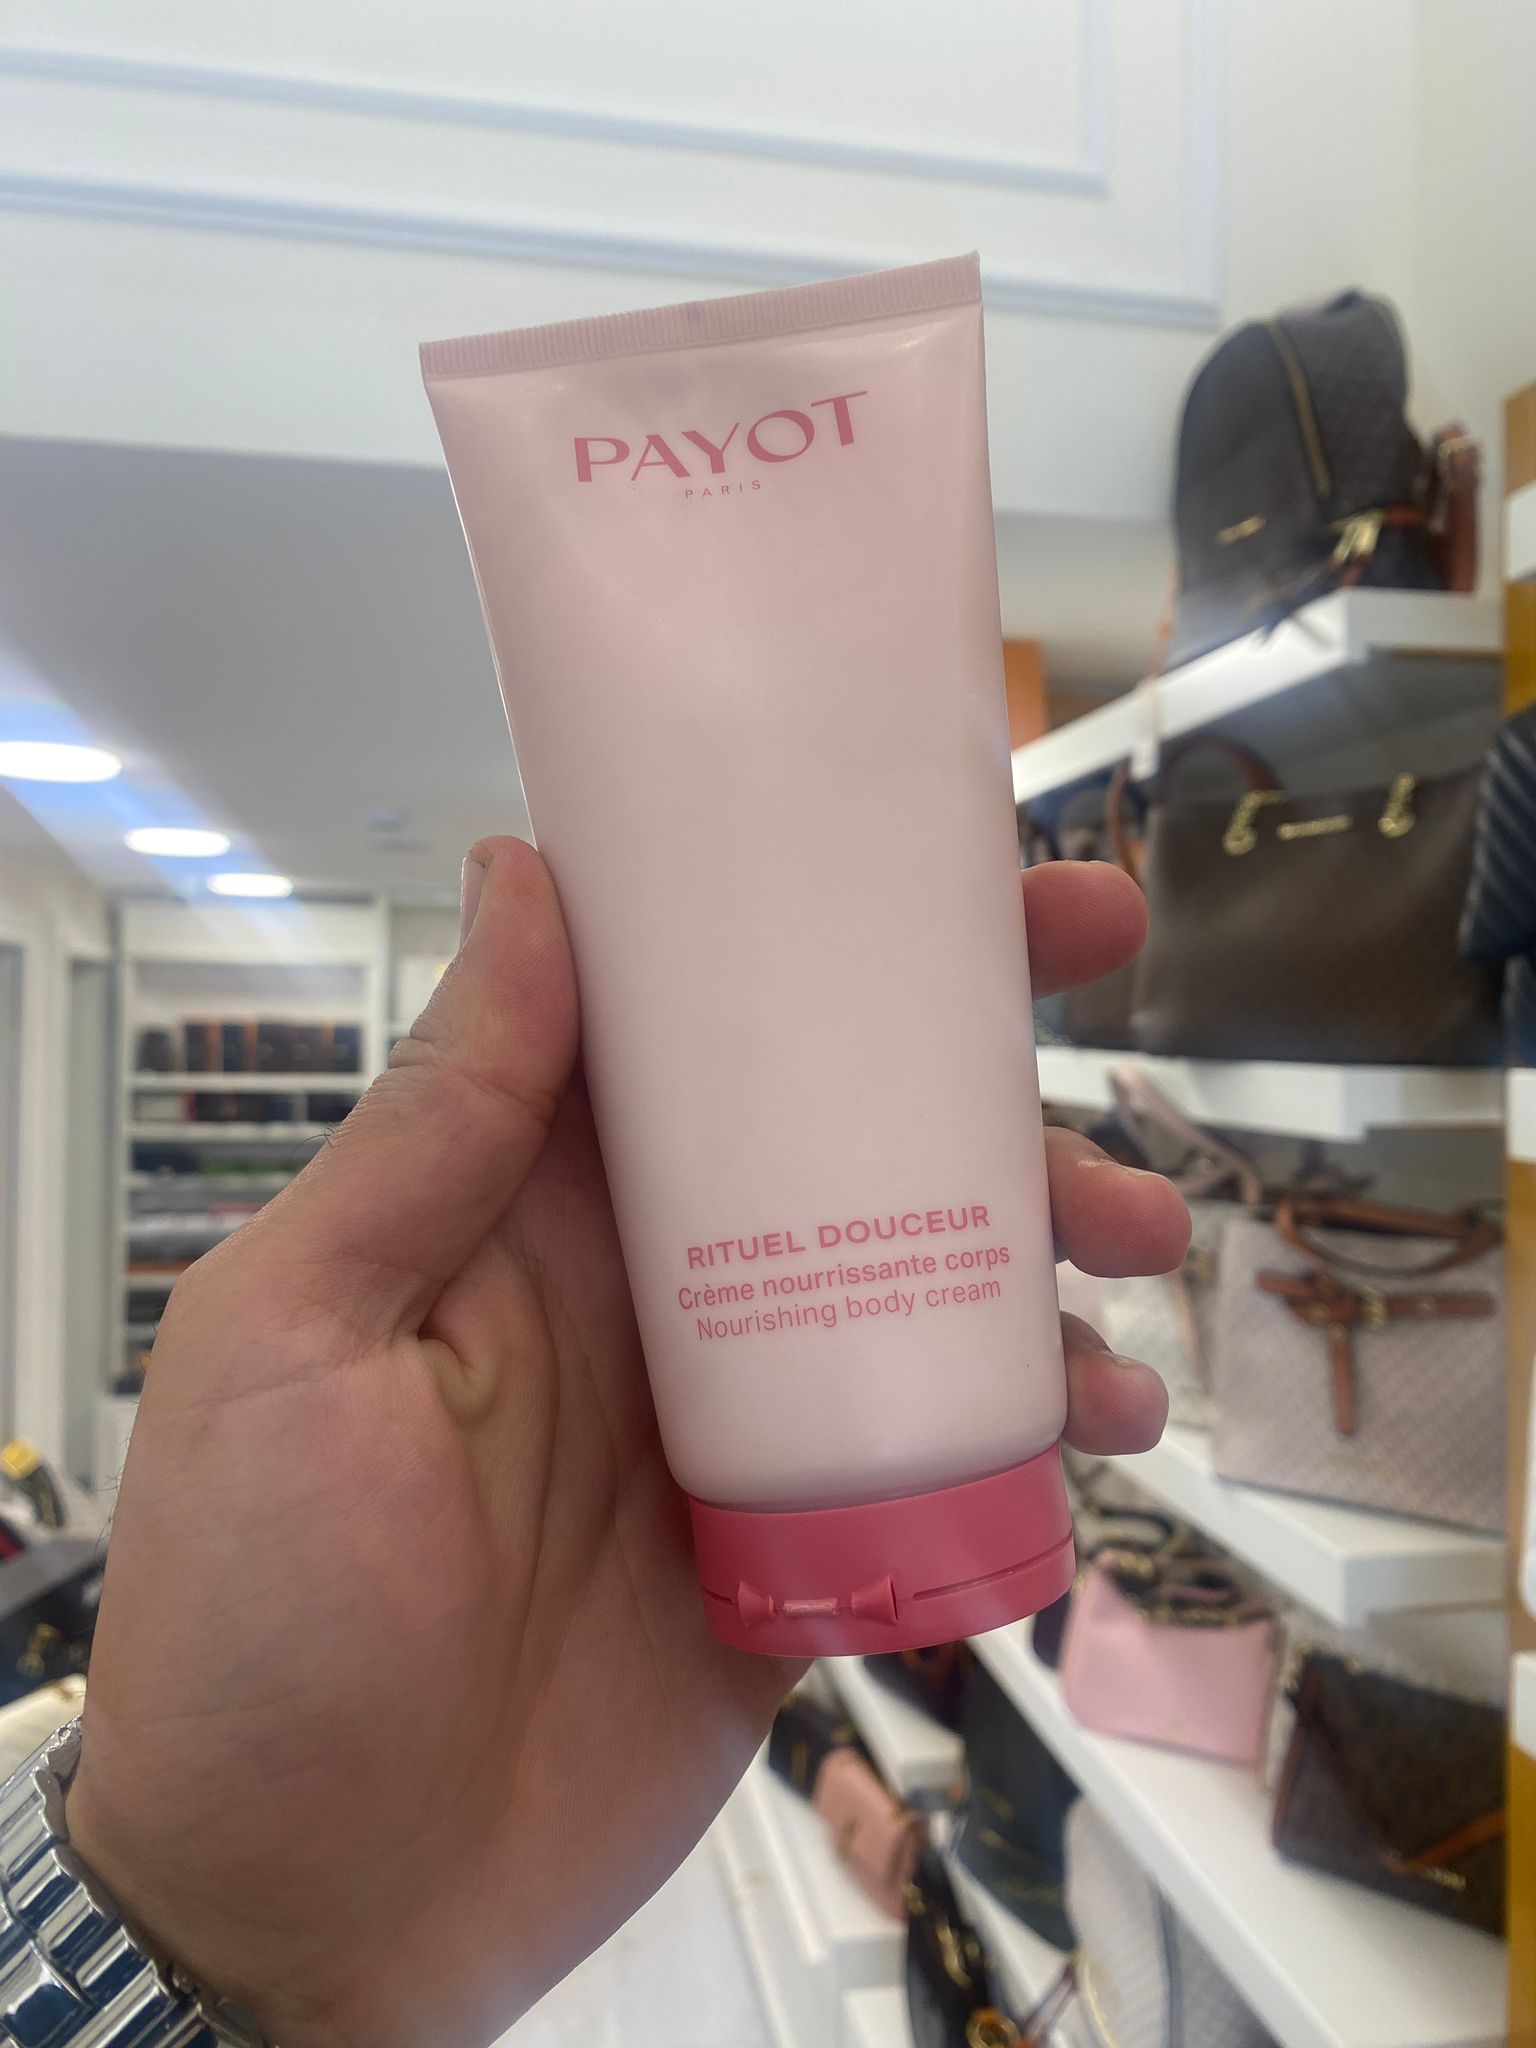 PAYOT
PARIS
RITUEL DOUCEUR
Crème nourrissante corps
Nourishing body cream